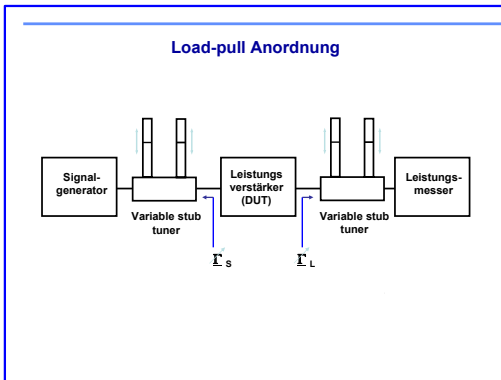 Load-pull Anordnung
Signal-
generator
Variable stub
tuner
Leistungs
verstärker
(DUT)
Variable stub
tuner
Leistungs-
messer
Γ S
Γ L